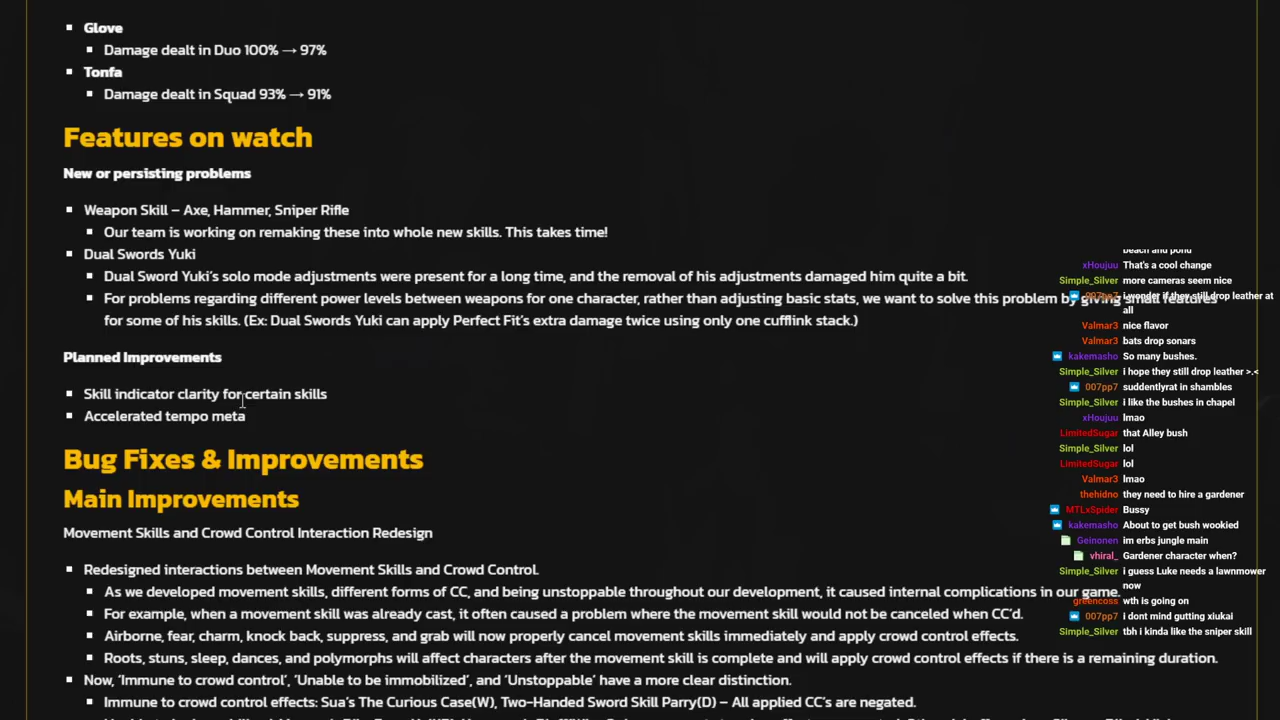 Glove
Damage dealt in Duo 100% → 97%
Tonfa
Damage dealt in Squad 93% → 91%
Features on watch
New or persisting problems
Weapon Skill – Axe, Hammer, Sniper Rifle
Our team is working on remaking these into whole new skills. This takes time!
Dual Swords Yuki
Dual Sword Yuki's solo mode adjustments were present for a long time, and the removal of his adjustments damaged him quite a bit.
For problems regarding different power levels between weapons for one character, rather than adjusting basic stats, we want to solve this problem by giving small features
for some of his skills. (Ex: Dual Swords Yuki can apply Perfect Fit's extra damage twice using only one cufflink stack.)
Planned Improvements
Skill indicator clarity for certain skills
Accelerated tempo meta
Bug Fixes & Improvements
Main Improvements
Movement Skills and Crowd Control Interaction Redesign
Redesigned interactions between Movement Skills and Crowd Control.
As we developed movement skills, different forms of CC, and being unstoppable throughout our development, it caused internal complications in our game.
For example, when a movement skill was already cast, it often caused a problem where the movement skill would not be canceled when CC'd.
Airborne, fear, charm, knock back, suppress, and grab will now properly cancel movement skills immediately and apply crowd control effects.
Roots, stuns, sleep, dances, and polymorphs will affect characters after the movement skill is complete and will apply crowd control effects if there is a remaining duration.
Now, 'Immune to crowd control', 'Unable to be immobilized', and 'Unstoppable' have a more clear distinction.
Immune to crowd control effects: Sua's The Curious Case(W), Two-Handed Sword Skill Parry(D) – All applied CC's are negated.
beach and pond
xHoujuu That's a cool change
Simple_Silver more cameras seem nice
007pp7 i wonder if they still drop leather at
all
Valmar3 nice flavor
Valmar3 bats drop sonars
kakemasho So many bushes.
Simple_Silver i hope they still drop leather >.<
007pp7 suddentlyrat in shambles
Simple_Silver i like the bushes in chapel
xHoujuu lmao
LimitedSugar that Alley bush
Simple_Silver lol
LimitedSugar lol
Valmar3 lmao
thehidno they need to hire a gardener
MTLxSpider Bussy
kakemasho About to get bush wookied
Geinonen im erbs jungle main
vhiral_ Gardener character when?
Simple_Silver i guess Luke needs a lawnmower
now
greencoss wth is going on
007pp7 i dont mind gutting xiukai
Simple_Silver tbh i kinda like the sniper skill